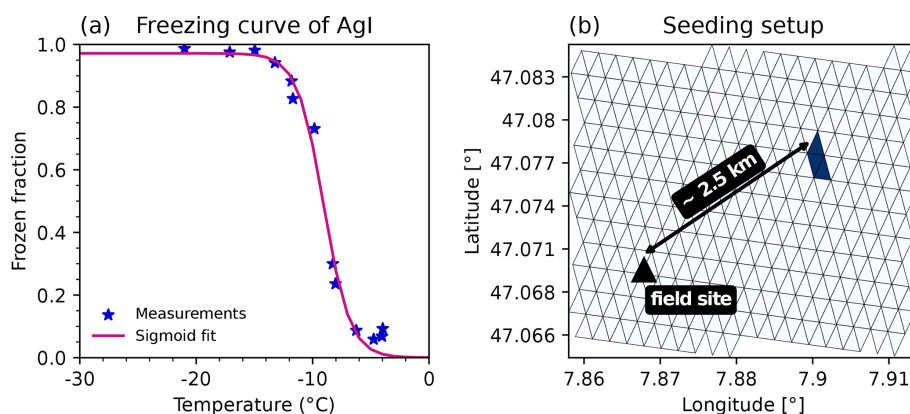 (a) Freezing curve of AgI
1.0
0.8
0.6
0.4
0.2
0.0
Frozen fraction
Measurements
Sigmoid fit
-30 -20 -10 0
Temperature (°C)
(b) Seeding setup
47.083
47.08
47.077
47.074
47.071
47.068
47.066
Latitude [°]
~ 2.5 km
field site
7.86 7.87 7.88 7.9 7.91
Longitude [°]